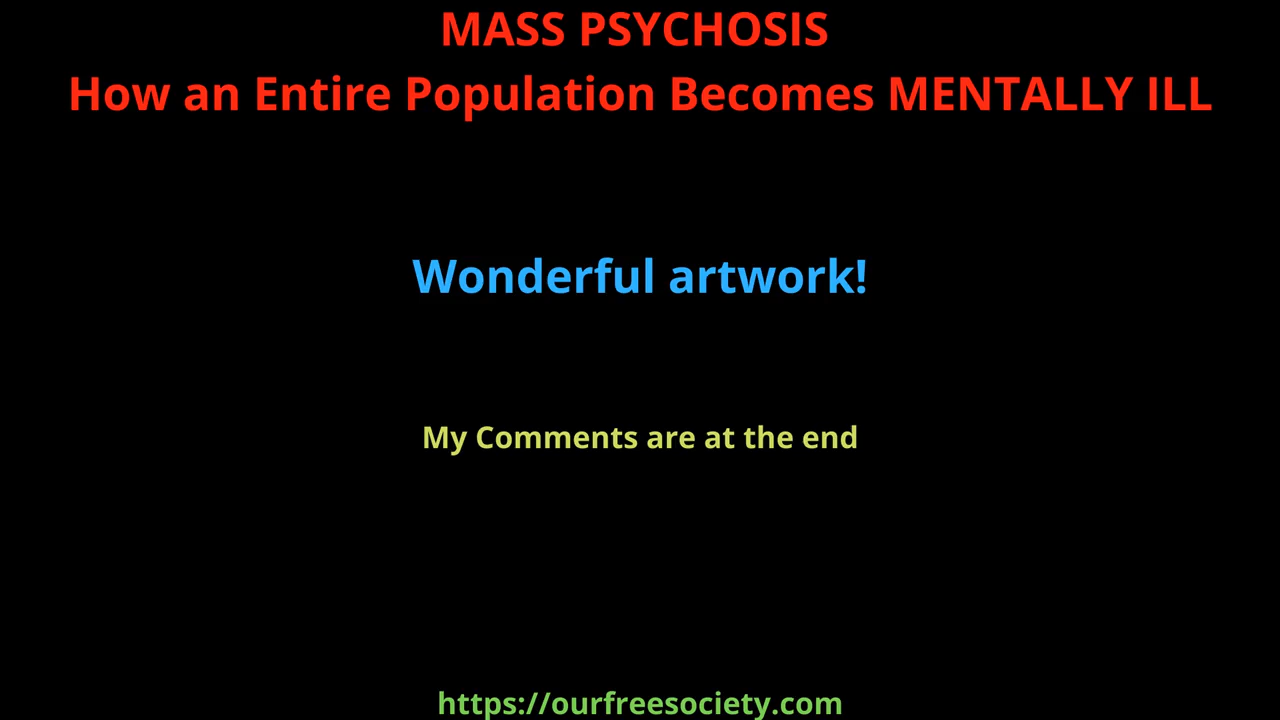 MASS PSYCHOSIS
How an Entire Population Becomes MENTALLY ILL
Wonderful artwork!
My Comments are at the end
https://ourfreesociety.com